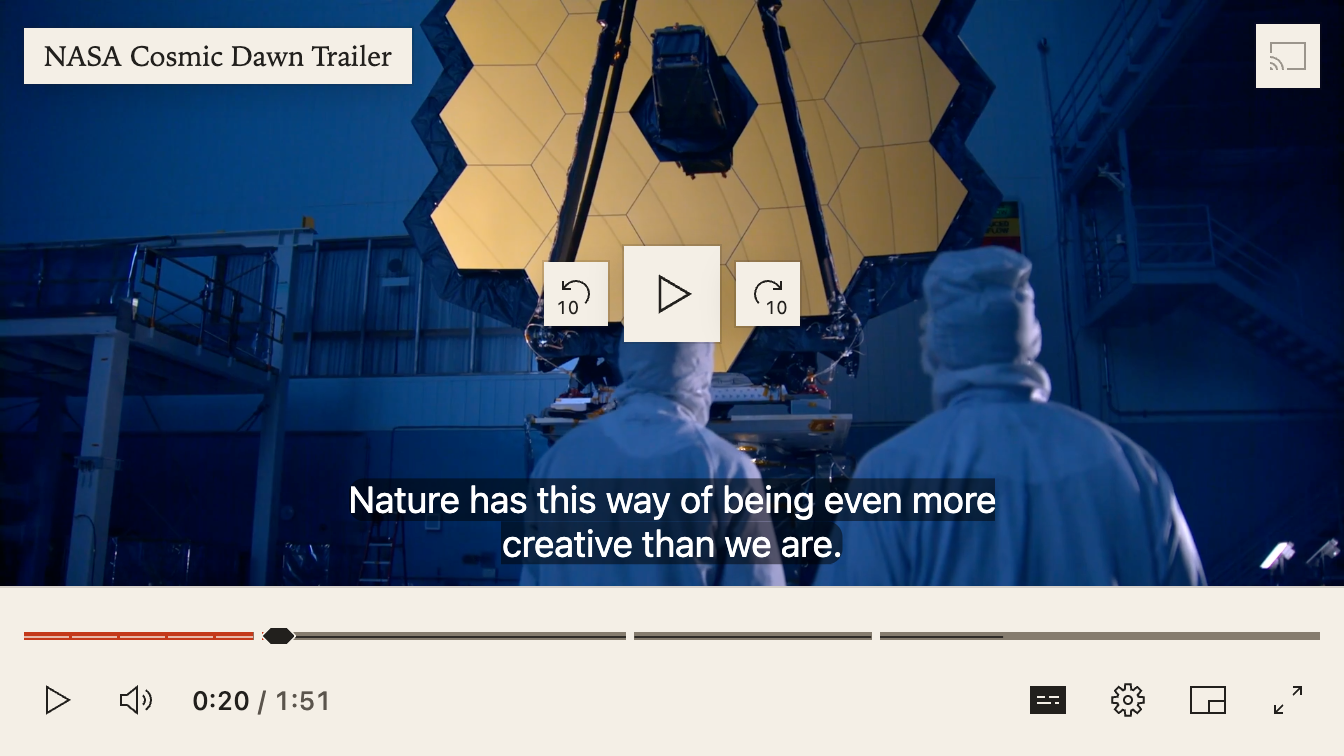 NASA Cosmic Dawn Trailer
10
10
Nature has this way of being even more
creative than we are.
0:20 / 1:51